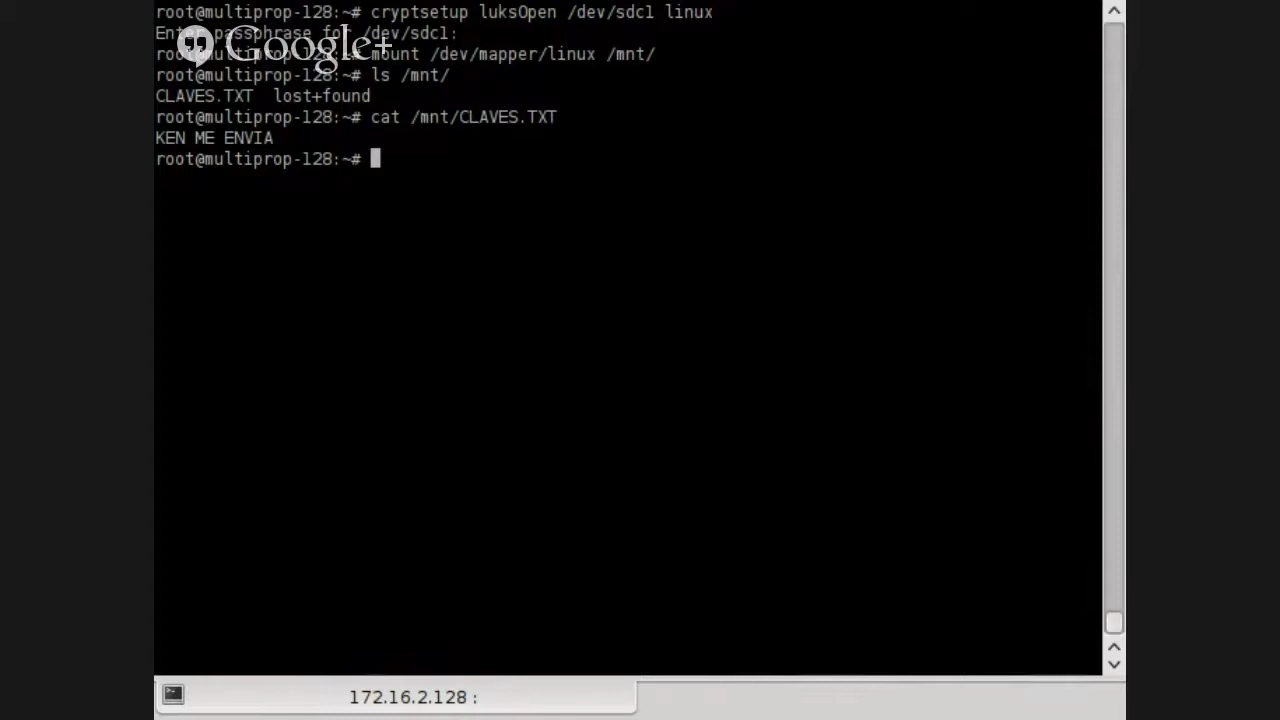 root@multiprop-128:~# cryptsetup luksOpen /dev/sdc1 linux
Enter passphrase for /dev/sdc1:
Google+
root@multiprop-128:~# mount /dev/mapper/linux /mnt/
root@multiprop-128:~# ls /mnt/
CLAVES.TXT  lost+found
root@multiprop-128:~# cat /mnt/CLAVES.TXT
KEN ME ENVIA
root@multiprop-128:~#
172.16.2.128 :